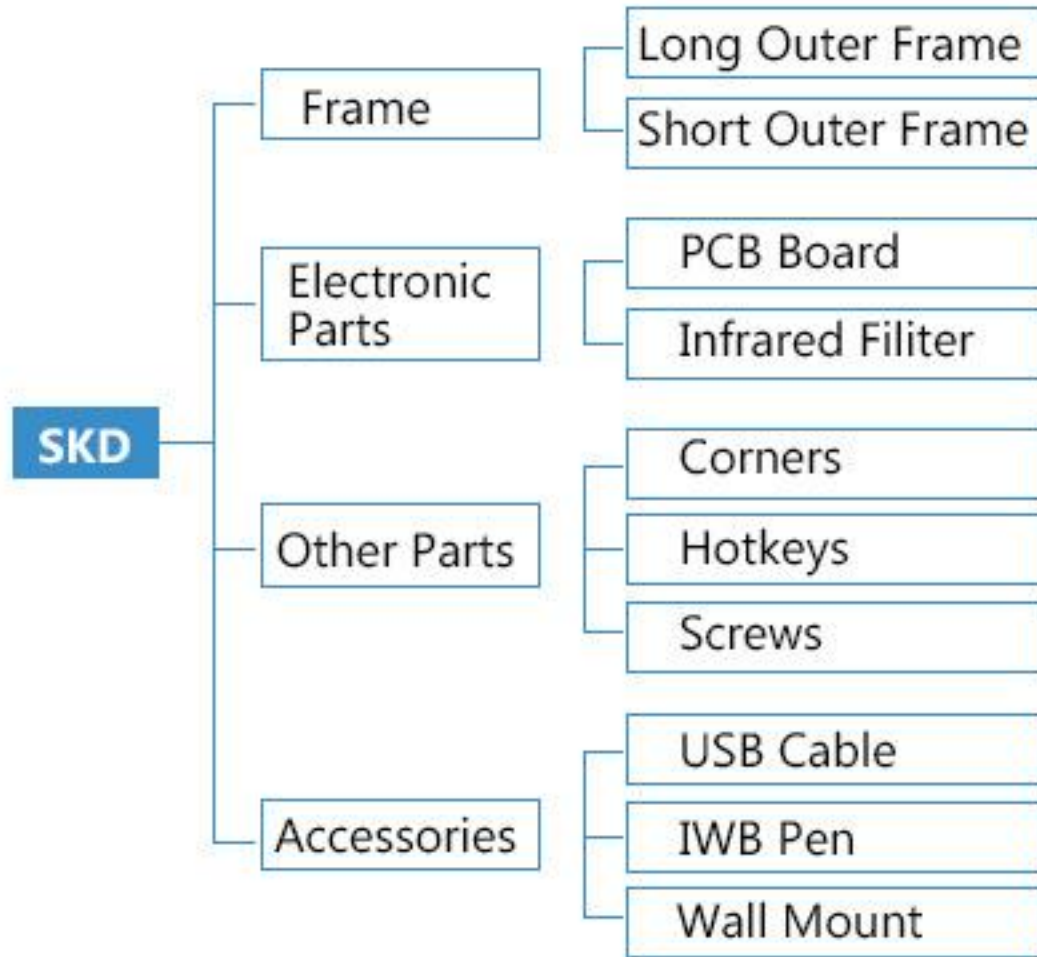 SKD
Frame
Long Outer Frame
Short Outer Frame
Electronic
Parts
PCB Board
Infrared Filiter
Other Parts
Corners
Hotkeys
Screws
Accessories
USB Cable
IWB Pen
Wall Mount